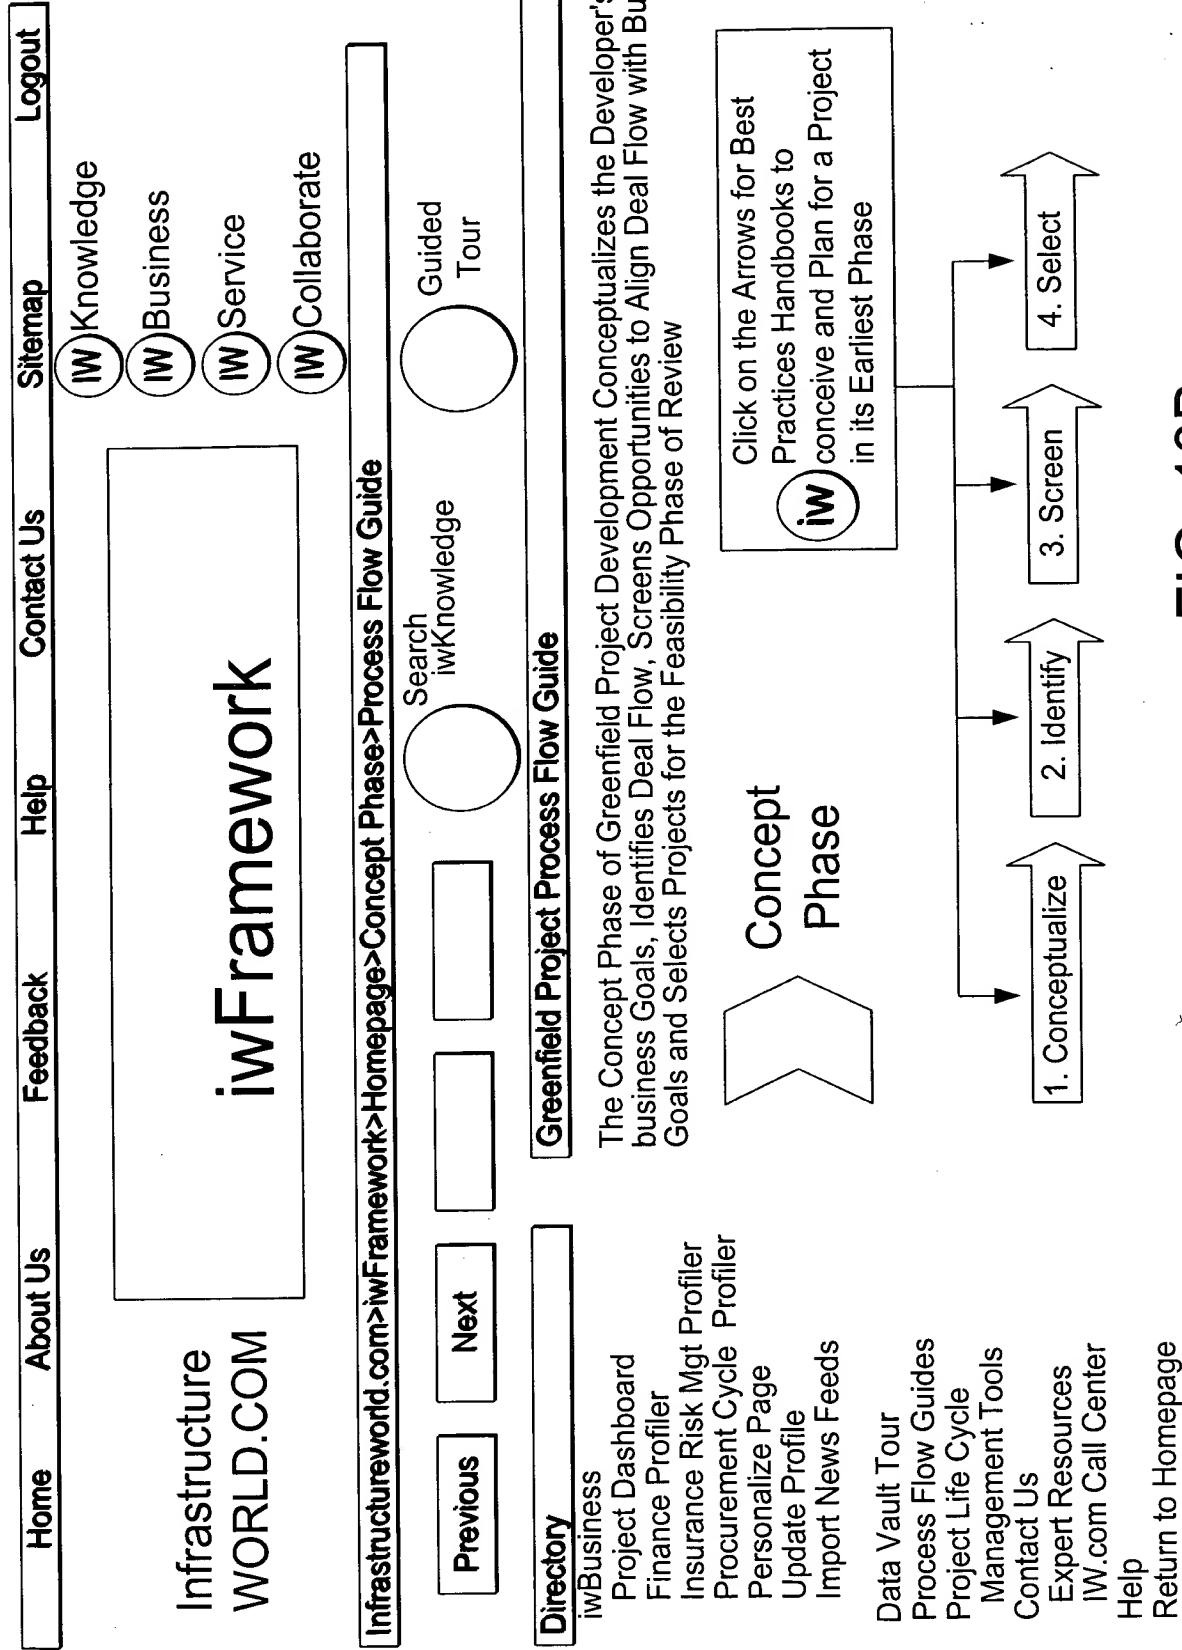 Home About Us Feedback Help Contact Us Sitemap Logout
Infrastructure
WORLD.COM
iwFramework
IW Knowledge
IW Business
IW Service
IW Collaborate
Infrastructureworld.com>iwFramework>Homepage>Concept Phase>Process Flow Guide
Previous
Next
Search
iwKnowledge
Guided
Tour
Directory
iwBusiness
Project Dashboard
Finance Profiler
Insurance Risk Mgt Profiler
Procurement Cycle Profiler
Personalize Page
Update Profile
Import News Feeds
Data Vault Tour
Process Flow Guides
Project Life Cycle
Management Tools
Contact Us
Expert Resources
IW.com Call Center
Help
Return to Homepage
Greenfield Project Process Flow Guide
The Concept Phase of Greenfield Project Development Conceptualizes the Developer's
business Goals, Identifies Deal Flow, Screens Opportunities to Align Deal Flow with Bu
Goals and Selects Projects for the Feasibility Phase of Review
Concept
Phase
Click on the Arrows for Best
Practices Handbooks to
iw conceive and Plan for a Project
in its Earliest Phase
1. Conceptualize
2. Identify
3. Screen
4. Select